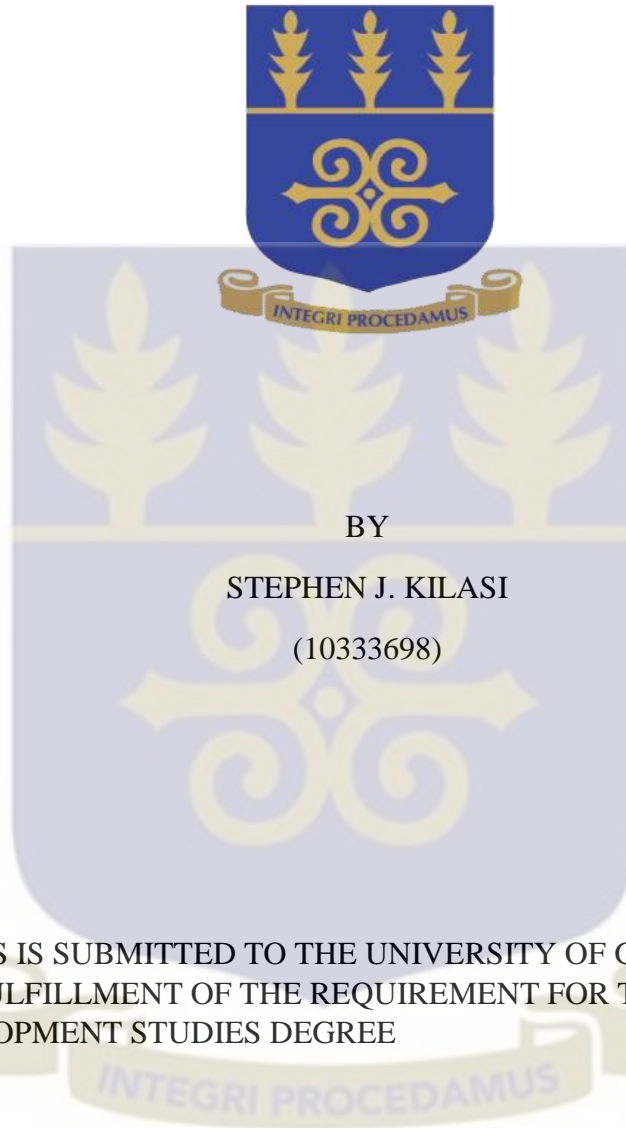 INTEGRI PROCEDAMUS
BY
STEPHEN J. KILASI
(10333698)
S IS SUBMITTED TO THE UNIVERSITY OF
LFILLMENT OF THE REQUIREMENT FOR
OPMENT STUDIES DEGREE
INTEGRI PROCEDAMUS